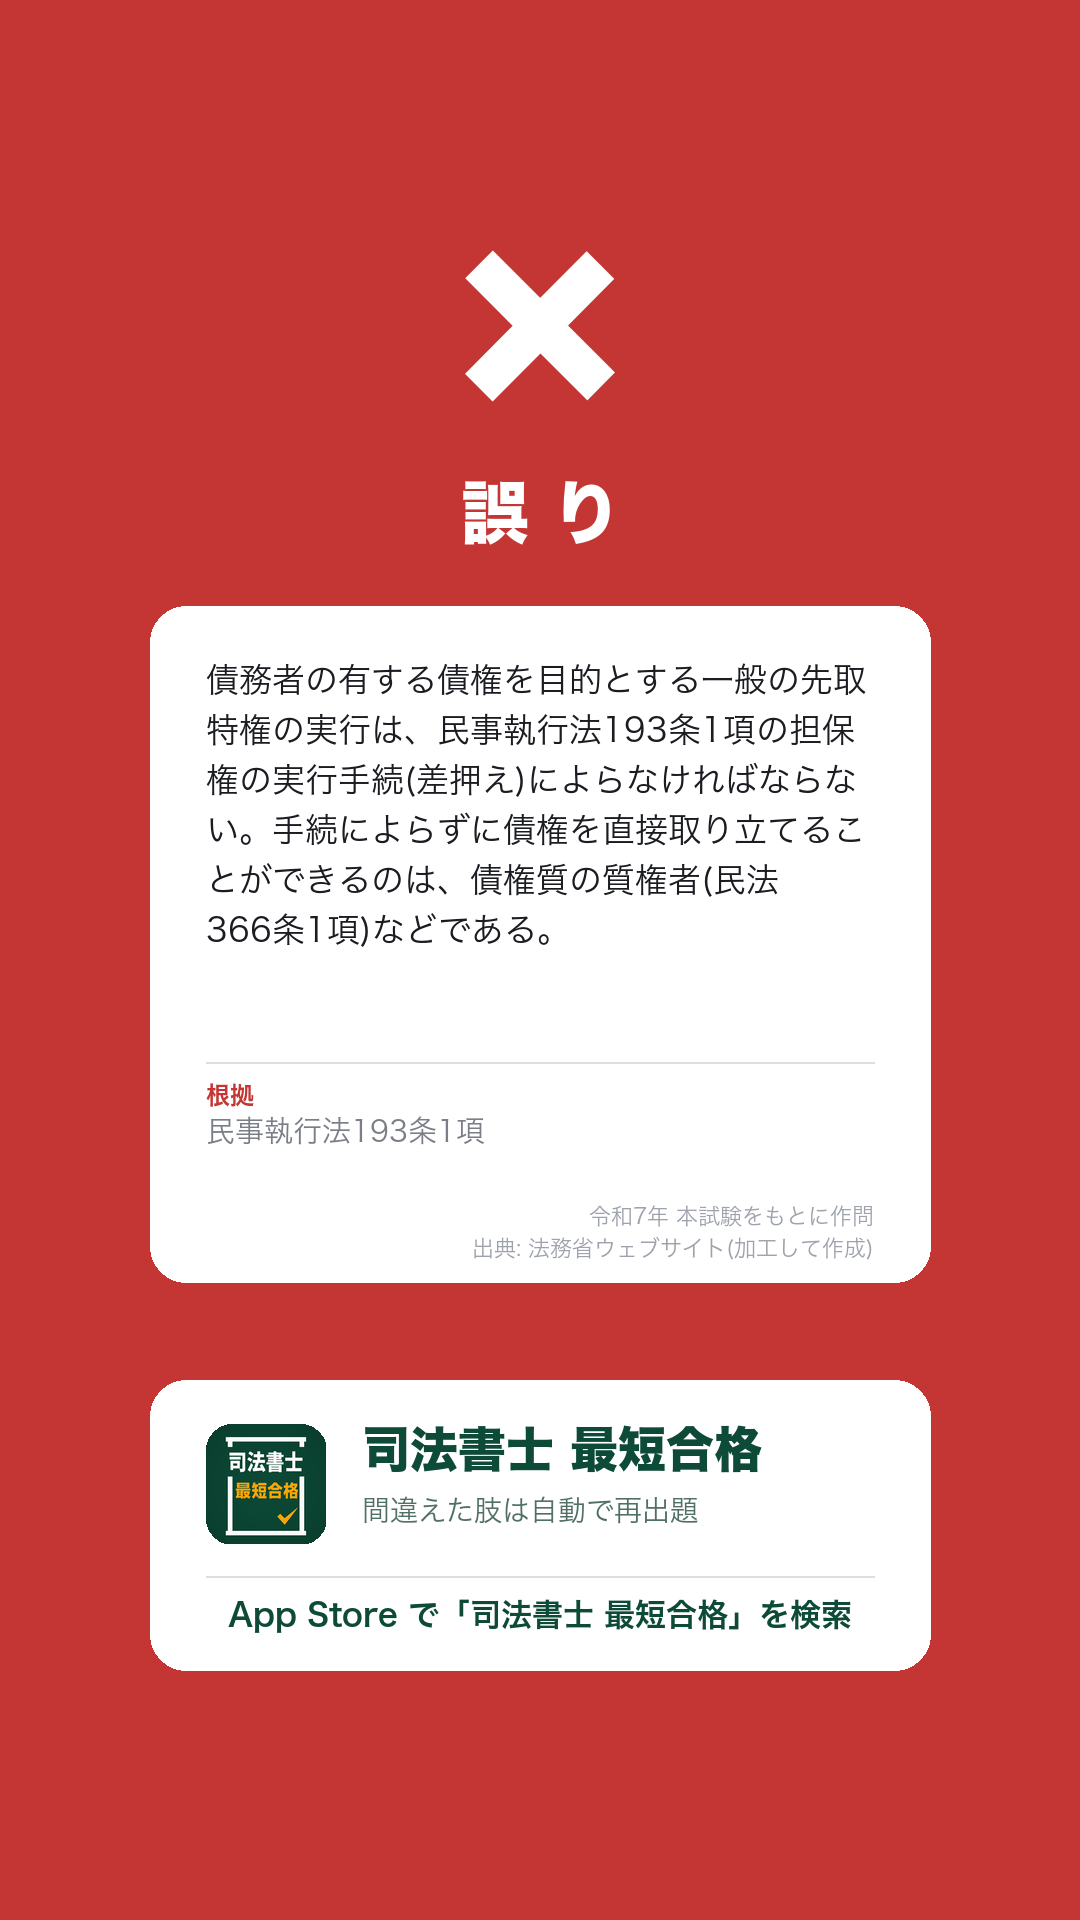 誤り
債務者の有する債権を目的とする一般の先取
特権の実行は、民事執行法193条1項の担保
権の実行手続(差押え)によらなければならな
い。手続によらずに債権を直接取り立てるこ
とができるのは、債権質の質権者(民法
366条1項)などである。
根拠
民事執行法193条1項
令和7年 本試験をもとに作問
出典: 法務省ウェブサイト(加工して作成)
司法書士
最短合格
司法書士 最短合格
間違えた肢は自動で再出題
App Store で「司法書士 最短合格」を検索